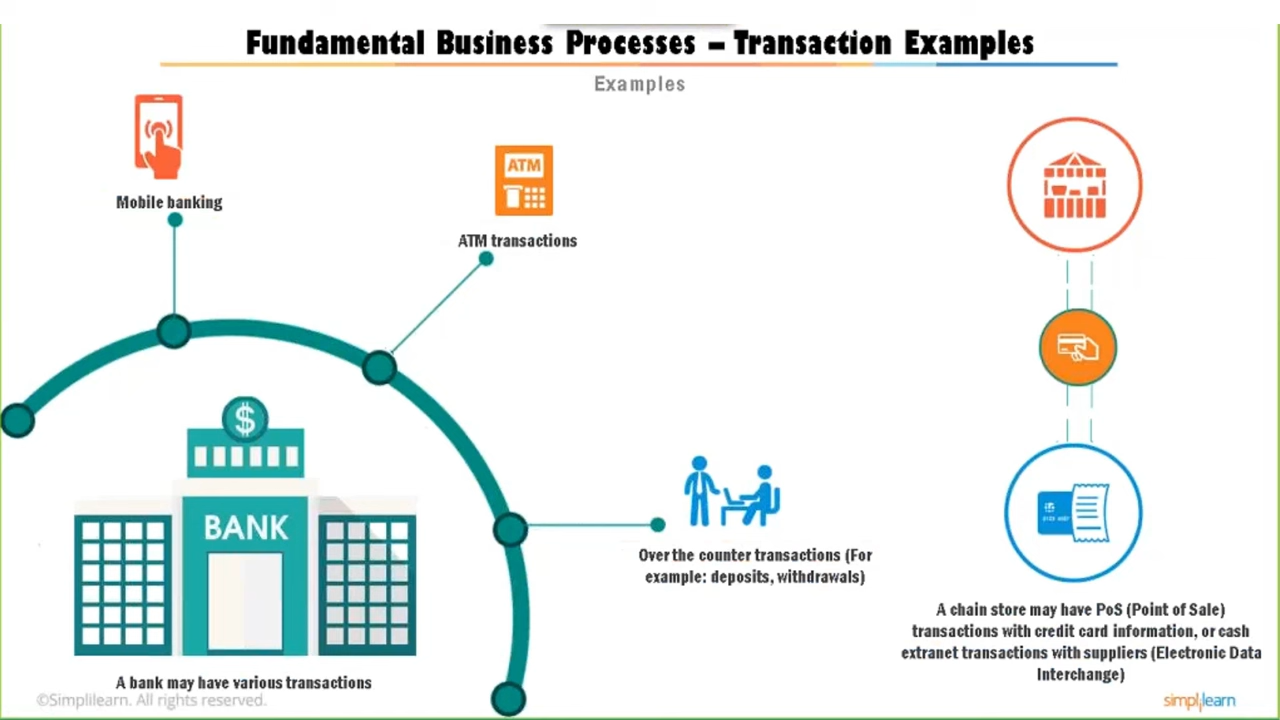 Fundamental Business Processes – Transaction Examples
Examples
Mobile banking
ATM
ATM transactions
$
BANK
A bank may have various transactions
Over the counter transactions (For
example: deposits, withdrawals)
A chain store may have PoS (Point of Sale)
transactions with credit card information, or cash
extranet transactions with suppliers (Electronic Data
Interchange)
©Simplilearn. All rights reserved.
simplilearn